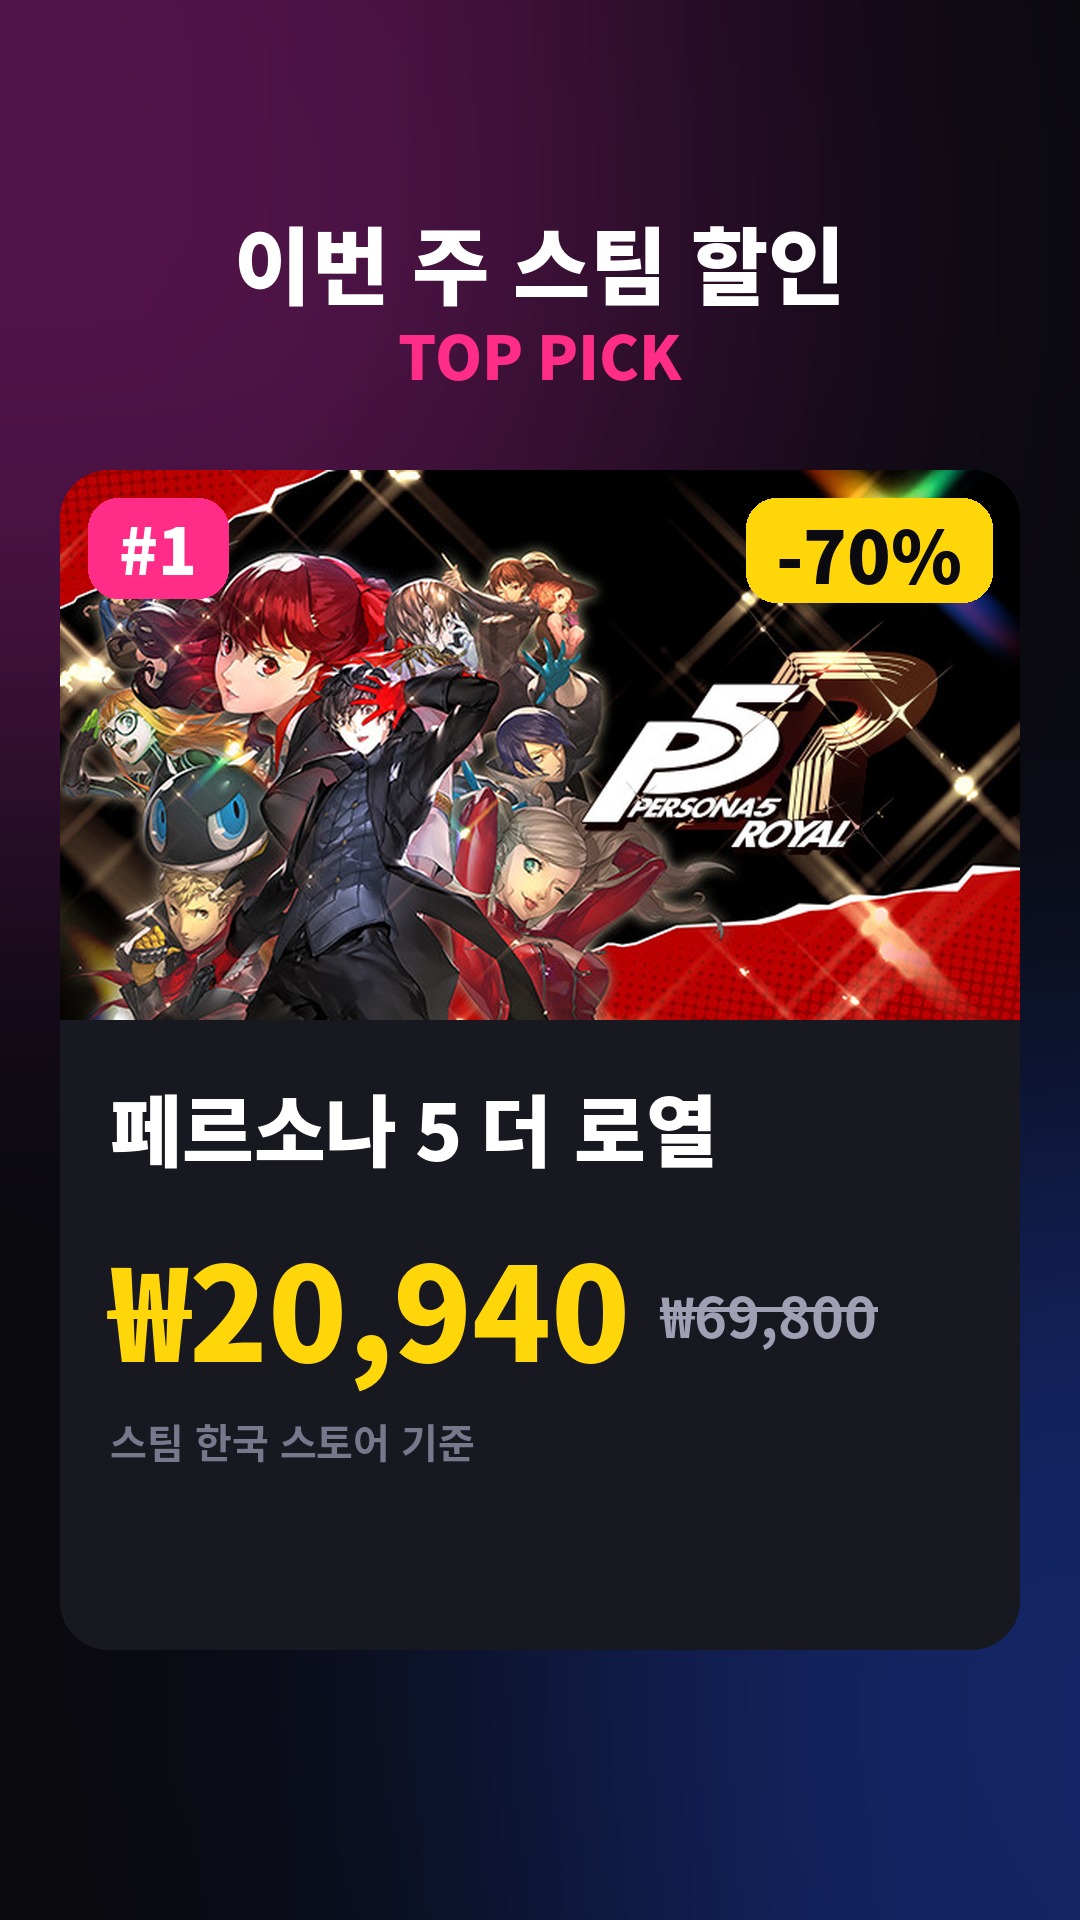 이번 주 스팀 할인
TOP PICK
#1
-70%
P5R
PERSONA5
ROYAL
페르소나 5 더 로열
₩20,940 ₩69,800
스팀 한국 스토어 기준